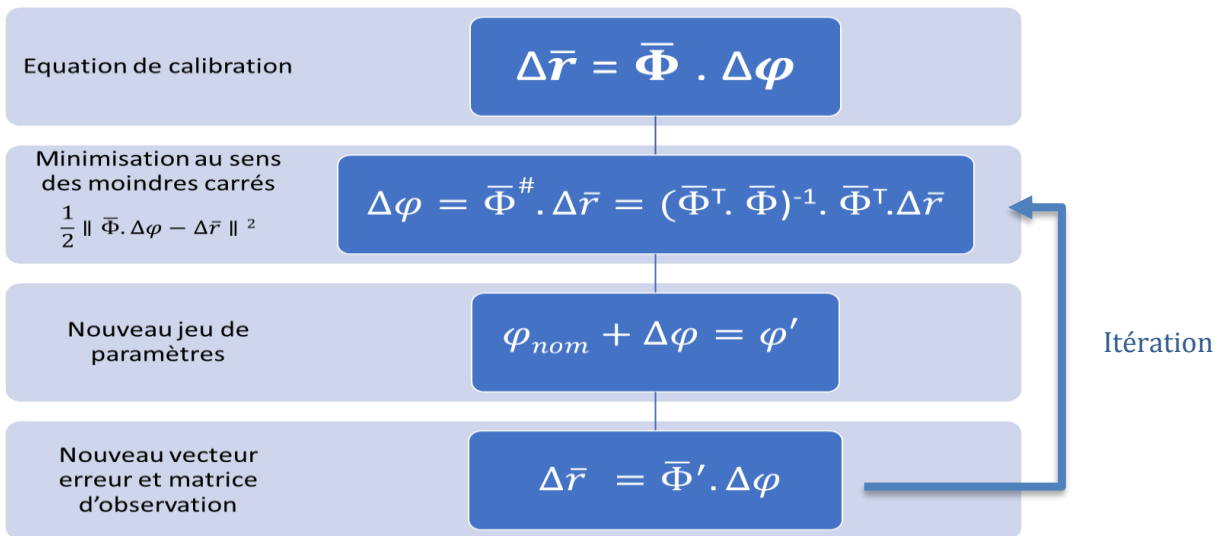 Equation de calibration
Δr̄ = Φ̅ . Δφ
Minimisation au sens
des moindres carrés
1/2 ‖ Φ̅. Δφ − Δr̄ ‖ ²
Δφ = Φ̅^#. Δr̄ = (Φ̅ᵀ. Φ̅)⁻¹. Φ̅ᵀ.Δr̄
Nouveau jeu de
paramètres
φ_nom + Δφ = φ′
Itération
Nouveau vecteur
erreur et matrice
d’observation
Δr̄ = Φ̅′. Δφ